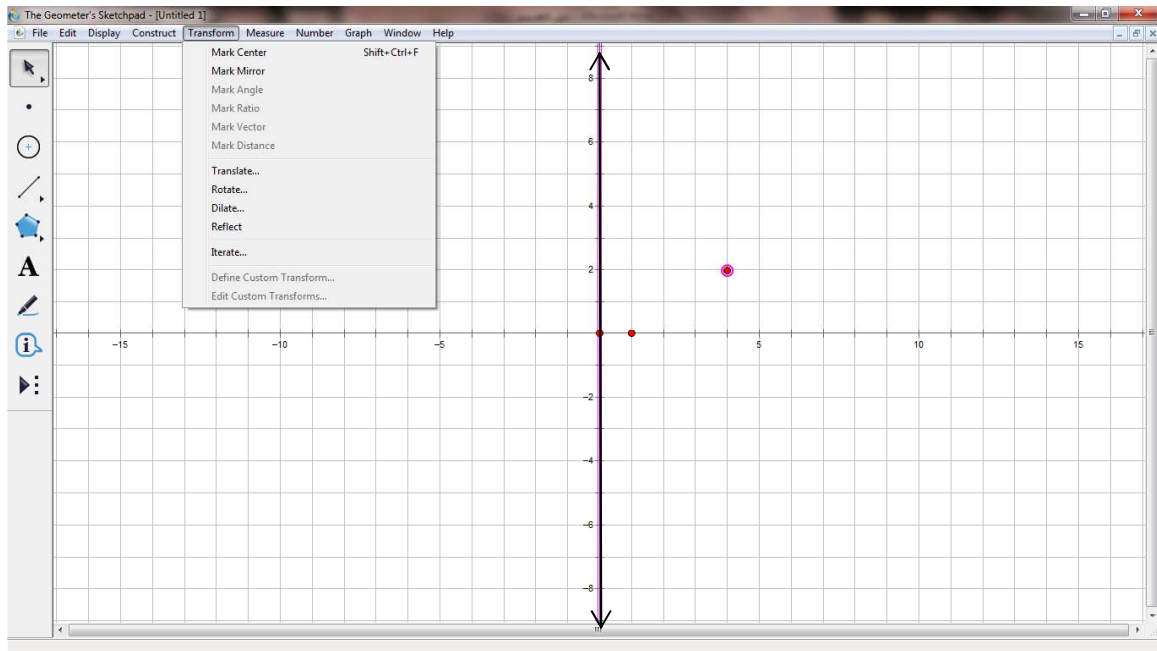 The Geometer's Sketchpad - [Untitled 1]
File Edit Display Construct Transform Measure Number Graph Window Help
Mark Center Shift+Ctrl+F
Mark Mirror
Mark Angle
Mark Ratio
Mark Vector
Mark Distance
Translate...
Rotate...
Dilate...
Reflect
Iterate...
Define Custom Transform...
Edit Custom Transforms...
A
i
8
6
4
2
−15 −10 −5 5 10 15
−2
−4
−6
−8